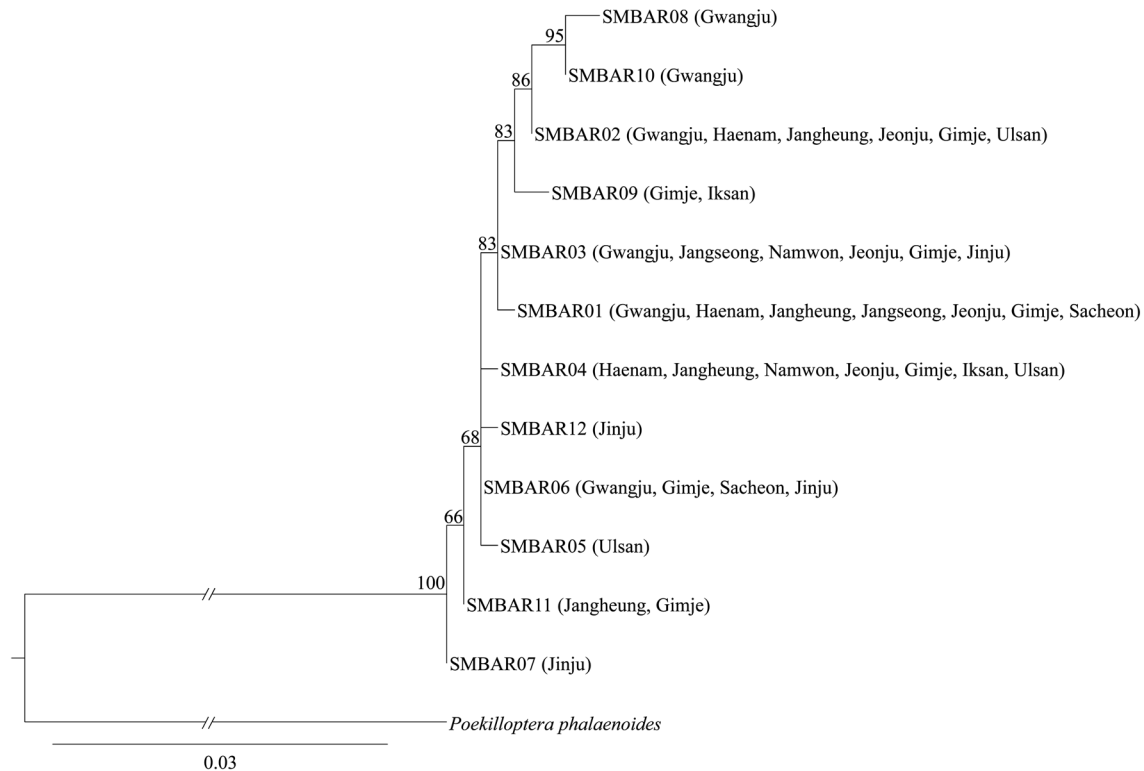 SMBAR08 (Gwangju)
95
SMBAR10 (Gwangju)
86
SMBAR02 (Gwangju, Haenam, Jangheung, Jeonju, Gimje, Ulsan)
83
SMBAR09 (Gimje, Iksan)
83
SMBAR03 (Gwangju, Jangseong, Namwon, Jeonju, Gimje, Jinju)
SMBAR01 (Gwangju, Haenam, Jangheung, Jangseong, Jeonju, Gimje, Sacheon)
SMBAR04 (Haenam, Jangheung, Namwon, Jeonju, Gimje, Iksan, Ulsan)
SMBAR12 (Jinju)
68
SMBAR06 (Gwangju, Gimje, Sacheon, Jinju)
66
SMBAR05 (Ulsan)
100
SMBAR11 (Jangheung, Gimje)
SMBAR07 (Jinju)
Poekilloptera phalaenoides
0.03